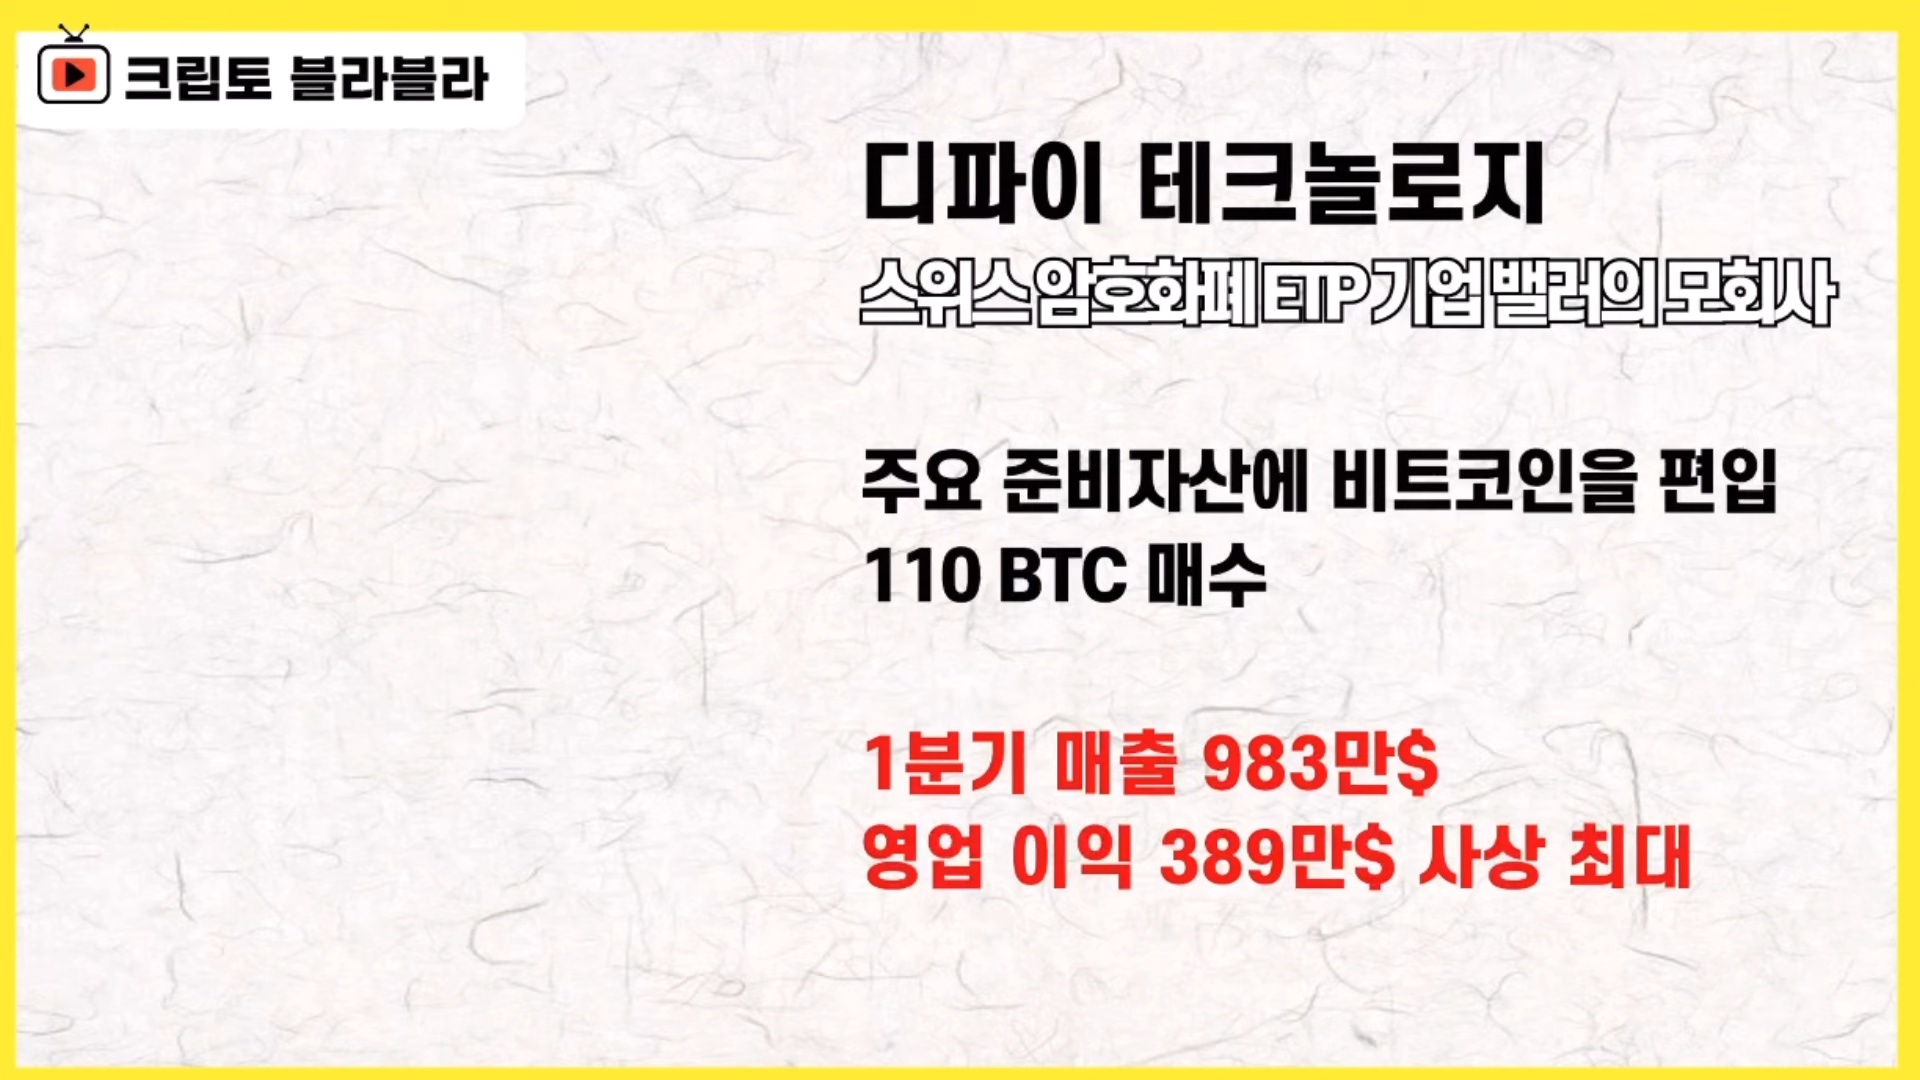 크립토 블라블라
디파이 테크놀로지
스위스 암호화폐 ETP 기업 밸러의 모회사
주요 준비자산에 비트코인을 편입
110 BTC 매수
1분기 매출 983만$
영업 이익 389만$ 사상 최대